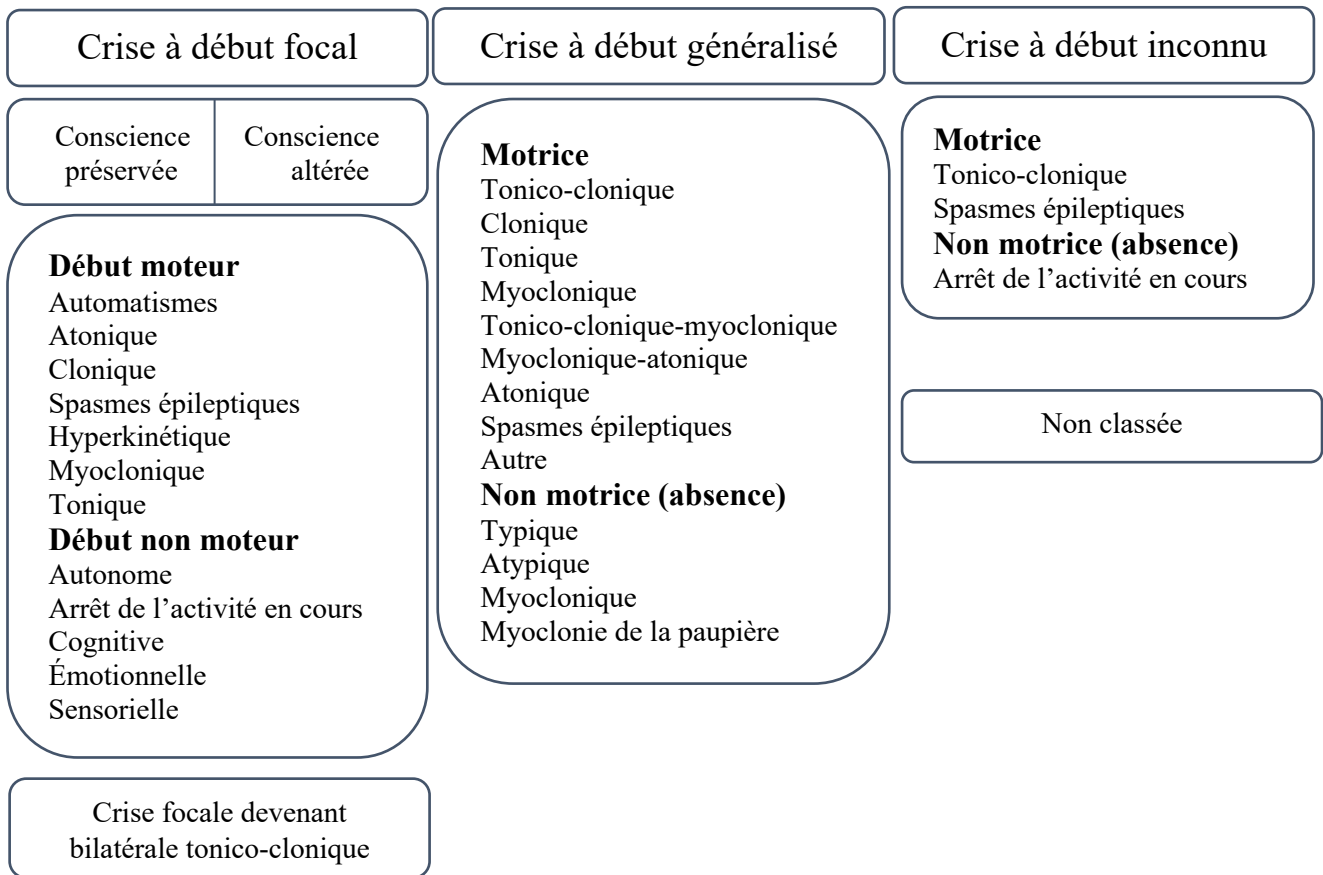 Crise à début focal
Conscience
préservée
Conscience
altérée
Début moteur
Automatismes
Atonique
Clonique
Spasmes épileptiques
Hyperkinétique
Myoclonique
Tonique
Début non moteur
Autonome
Arrêt de l’activité en cours
Cognitive
Émotionnelle
Sensorielle
Crise focale devenant
bilatérale tonico-clonique
Crise à début généralisé
Motrice
Tonico-clonique
Clonique
Tonique
Myoclonique
Tonico-clonique-myoclonique
Myoclonique-atonique
Atonique
Spasmes épileptiques
Autre
Non motrice (absence)
Typique
Atypique
Myoclonique
Myoclonie de la paupière
Crise à début inconnu
Motrice
Tonico-clonique
Spasmes épileptiques
Non motrice (absence)
Arrêt de l’activité en cours
Non classée